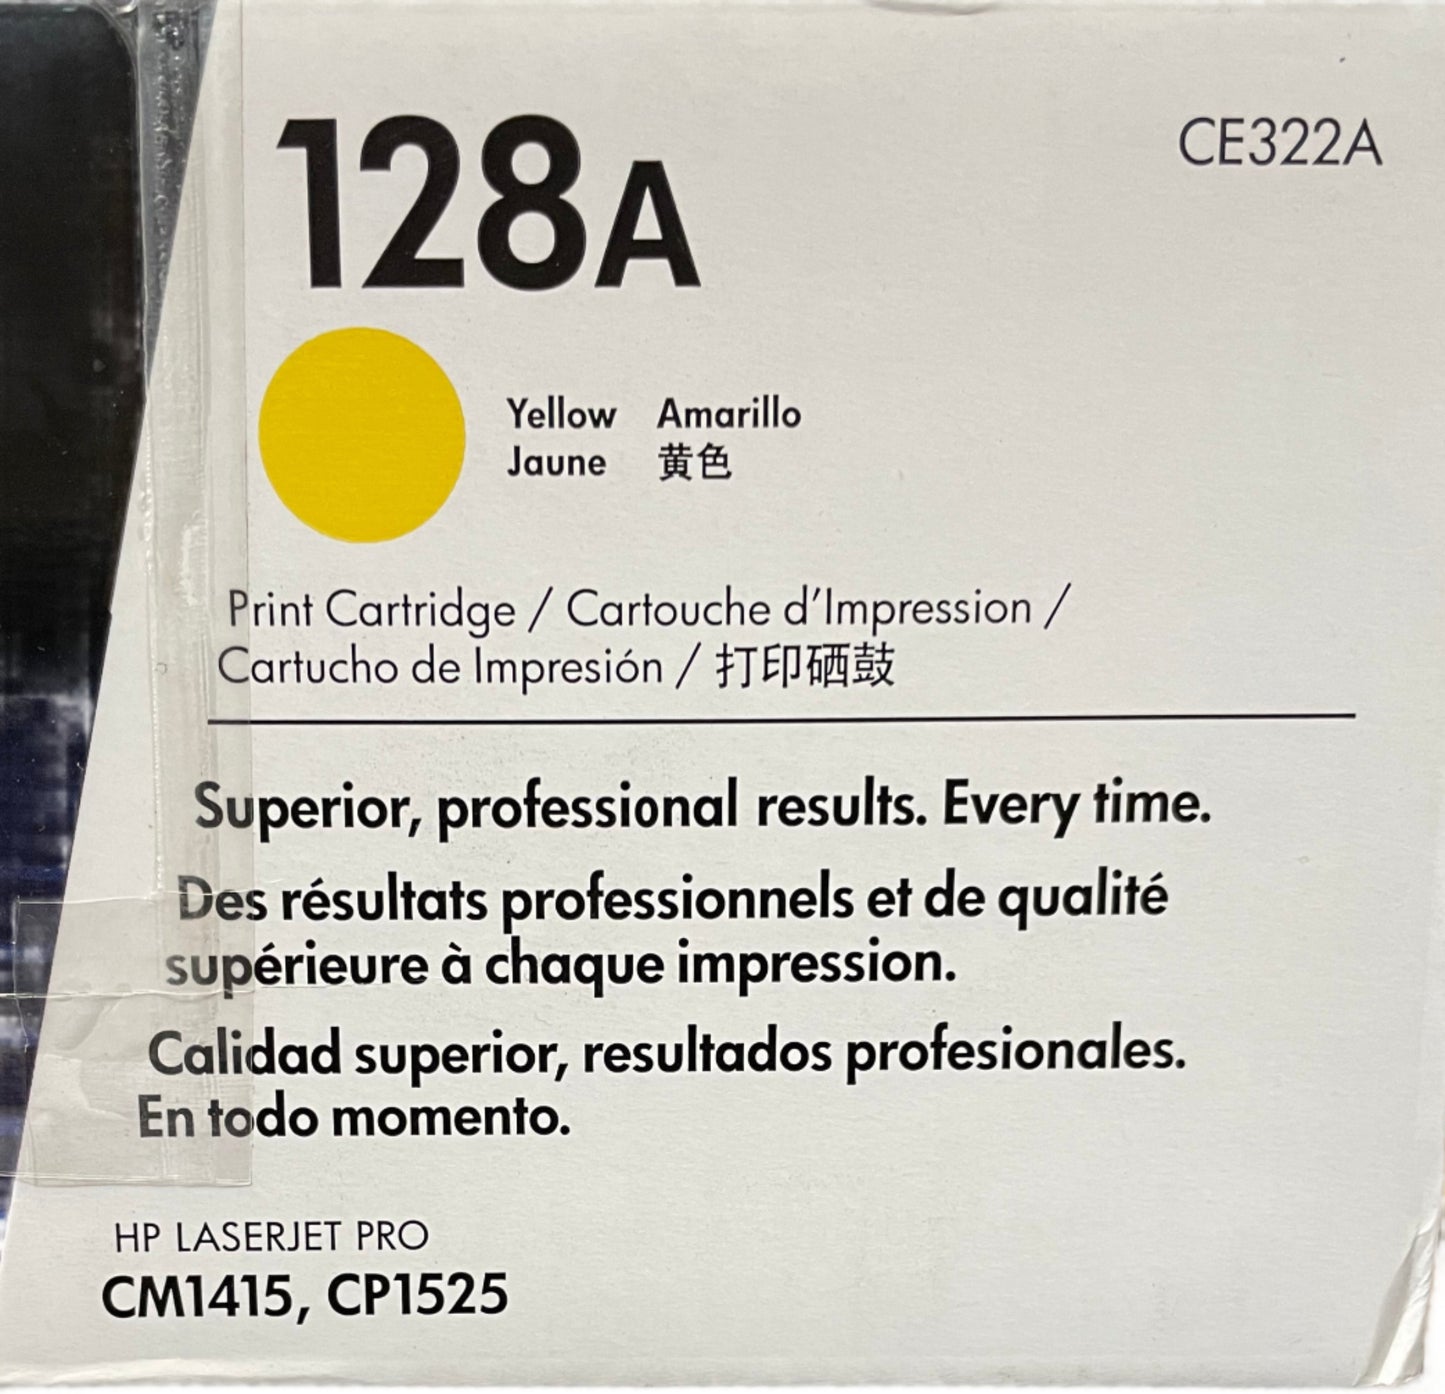 128A
CE322A
Yellow Amarillo
Jaune 黄色
Print Cartridge / Cartouche d’Impression /
Cartucho de Impresión / 打印硒鼓
Superior, professional results. Every time.
Des résultats professionnels et de qualité
supérieure à chaque impression.
Calidad superior, resultados profesionales.
En todo momento.
HP LASERJET PRO
CM1415, CP1525